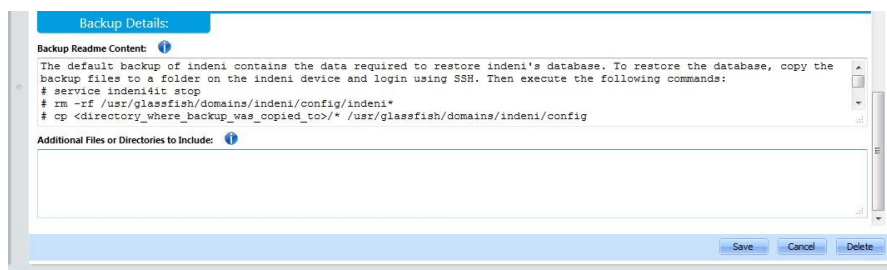 Backup Details:
Backup Readme Content:
The default backup of indeni contains the data required to restore indeni's database. To restore the database, copy the
backup files to a folder on the indeni device and login using SSH. Then execute the following commands:
# service indeni4it stop
# rm -rf /usr/glassfish/domains/indeni/config/indeni*
# cp <directory_where_backup_was_copied_to>/* /usr/glassfish/domains/indeni/config
Additional Files or Directories to Include:
Save Cancel Delete